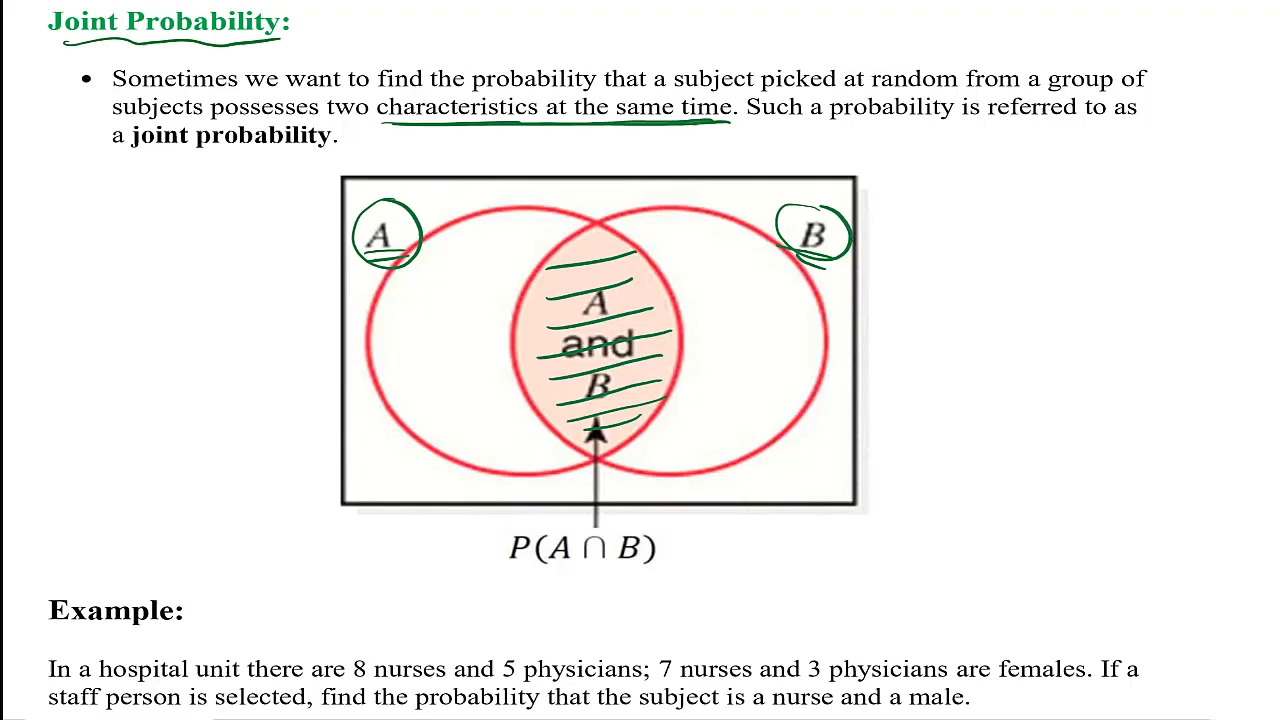 Joint Probability:
• Sometimes we want to find the probability that a subject picked at random from a group of
subjects possesses two characteristics at the same time. Such a probability is referred to as
a joint probability.
A
B
A
and
B
P(A ∩ B)
Example:
In a hospital unit there are 8 nurses and 5 physicians; 7 nurses and 3 physicians are females. If a
staff person is selected, find the probability that the subject is a nurse and a male.